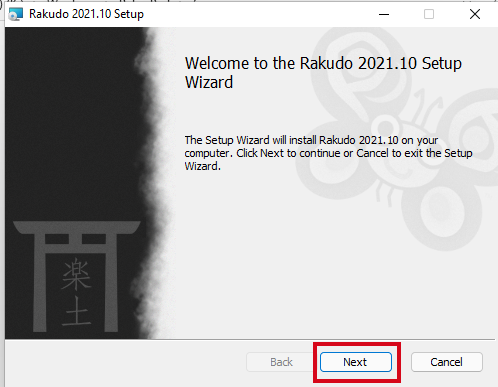 Rakudo 2021.10 Setup
Welcome to the Rakudo 2021.10 Setup
Wizard
The Setup Wizard will install Rakudo 2021.10 on your
computer. Click Next to continue or Cancel to exit the Setup
Wizard.
楽
土
Back
Next
Cancel